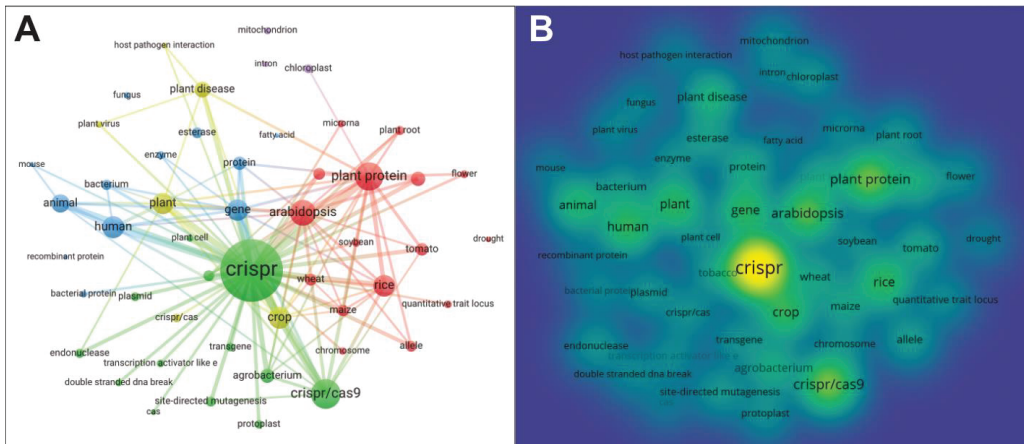 A
host pathogen interaction
mitochondrion
intron
chloroplast
plant disease
fungus
plant virus
esterase
fatty acid
microrna
plant root
mouse
enzyme
protein
plant protein
flower
bacterium
animal
plant
gene
arabidopsis
human
plant cell
soybean
tomato
drought
recombinant protein
crispr
wheat
rice
bacterial protein
plasmid
quantitative trait locus
crispr/cas
crop
maize
transgene
chromosome
allele
endonuclease
transcription activator like e
agrobacterium
double stranded dna break
crispr/cas9
site-directed mutagenesis
cas
protoplast
B
mitochondrion
host pathogen interaction
intron
chloroplast
plant disease
fungus
plant virus
esterase
fatty acid
microrna
plant root
mouse
enzyme
protein
plant protein
flower
bacterium
animal
plant
gene
arabidopsis
human
plant cell
soybean
tomato
drought
recombinant protein
tobacco
crispr
wheat
rice
bacterial protein
plasmid
quantitative trait locus
crispr/cas
crop
maize
transgene
chromosome
allele
endonuclease
transcription activator like e
agrobacterium
double stranded dna break
crispr/cas9
site-directed mutagenesis
cas
protoplast